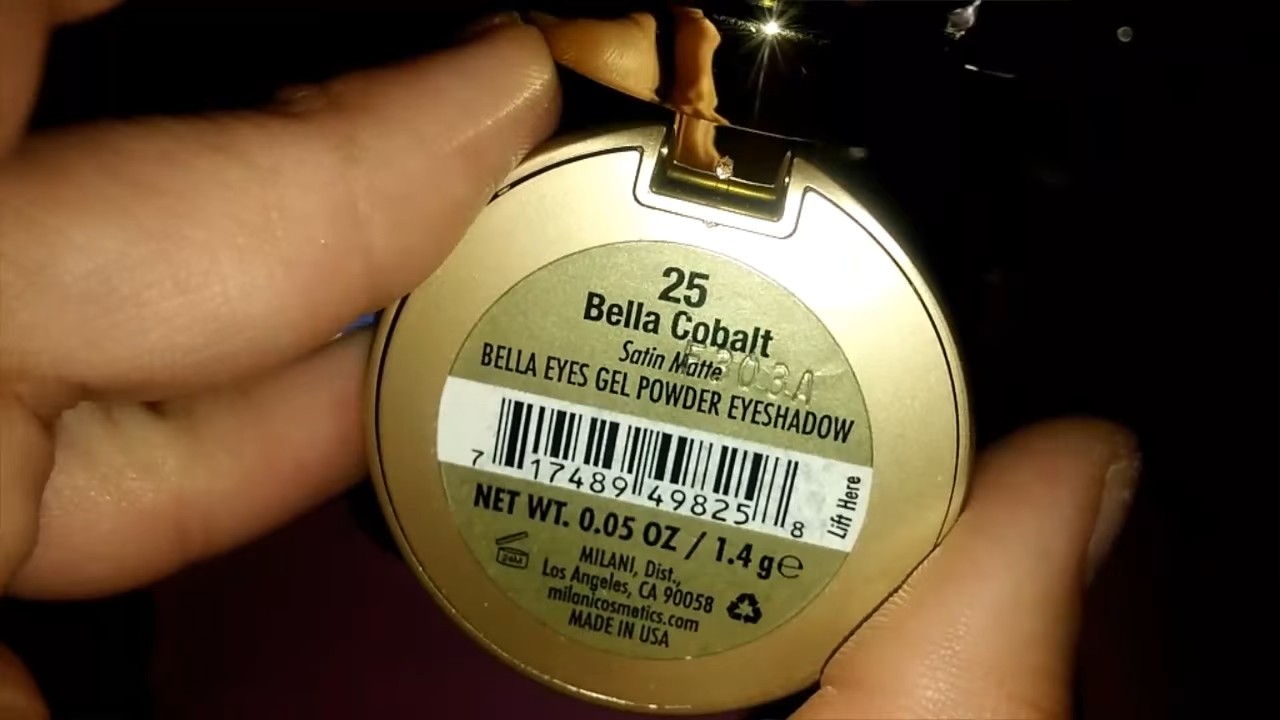 25
Bella Cobalt
Satin Matte
BELLA EYES GEL POWDER EYESHADOW
7 17489 49825 8
Lift Here
NET WT. 0.05 OZ / 1.4 g e
24M
MILANI, Dist.,
Los Angeles, CA 90058
milanicosmetics.com
MADE IN USA